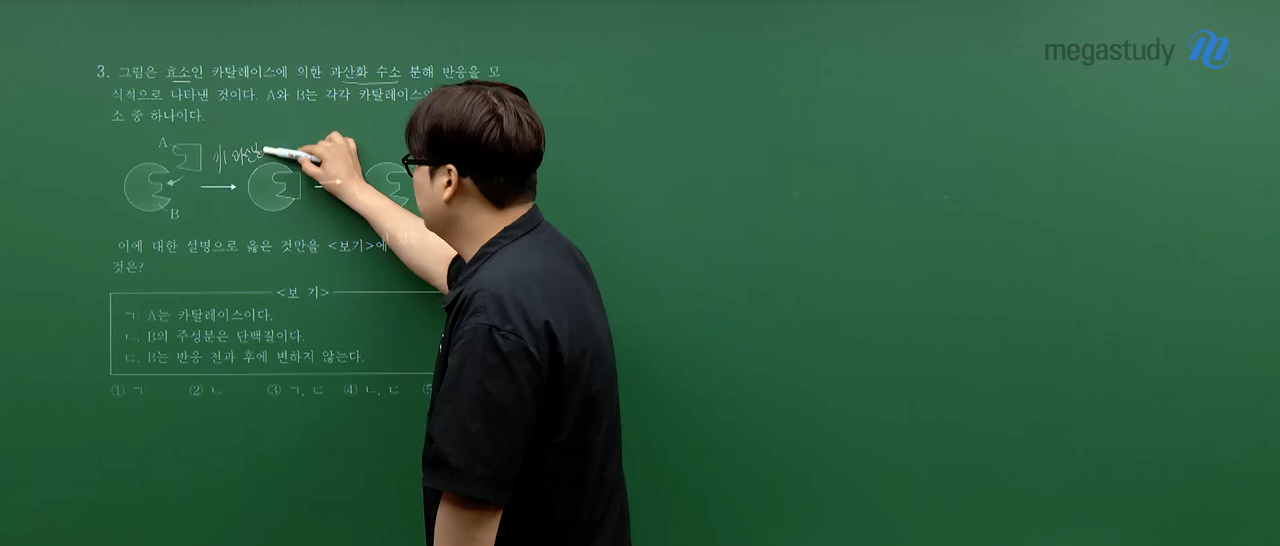 megastudy
3. 그림은 효소인 카탈레이스에 의한 과산화 수소 분해 반응을 모
식적으로 나타낸 것이다. A와 B는 각각 카탈레이스
소 중 하나이다.
A
B
이에 대한 설명으로 옳은 것만을 <보기>에
것은?
<보 기>
ㄱ. A는 카탈레이스이다.
ㄴ. B의 주성분은 단백질이다.
ㄷ. B는 반응 전과 후에 변하지 않는다.
① ㄱ ② ㄴ ③ ㄱ, ㄷ ④ ㄴ, ㄷ